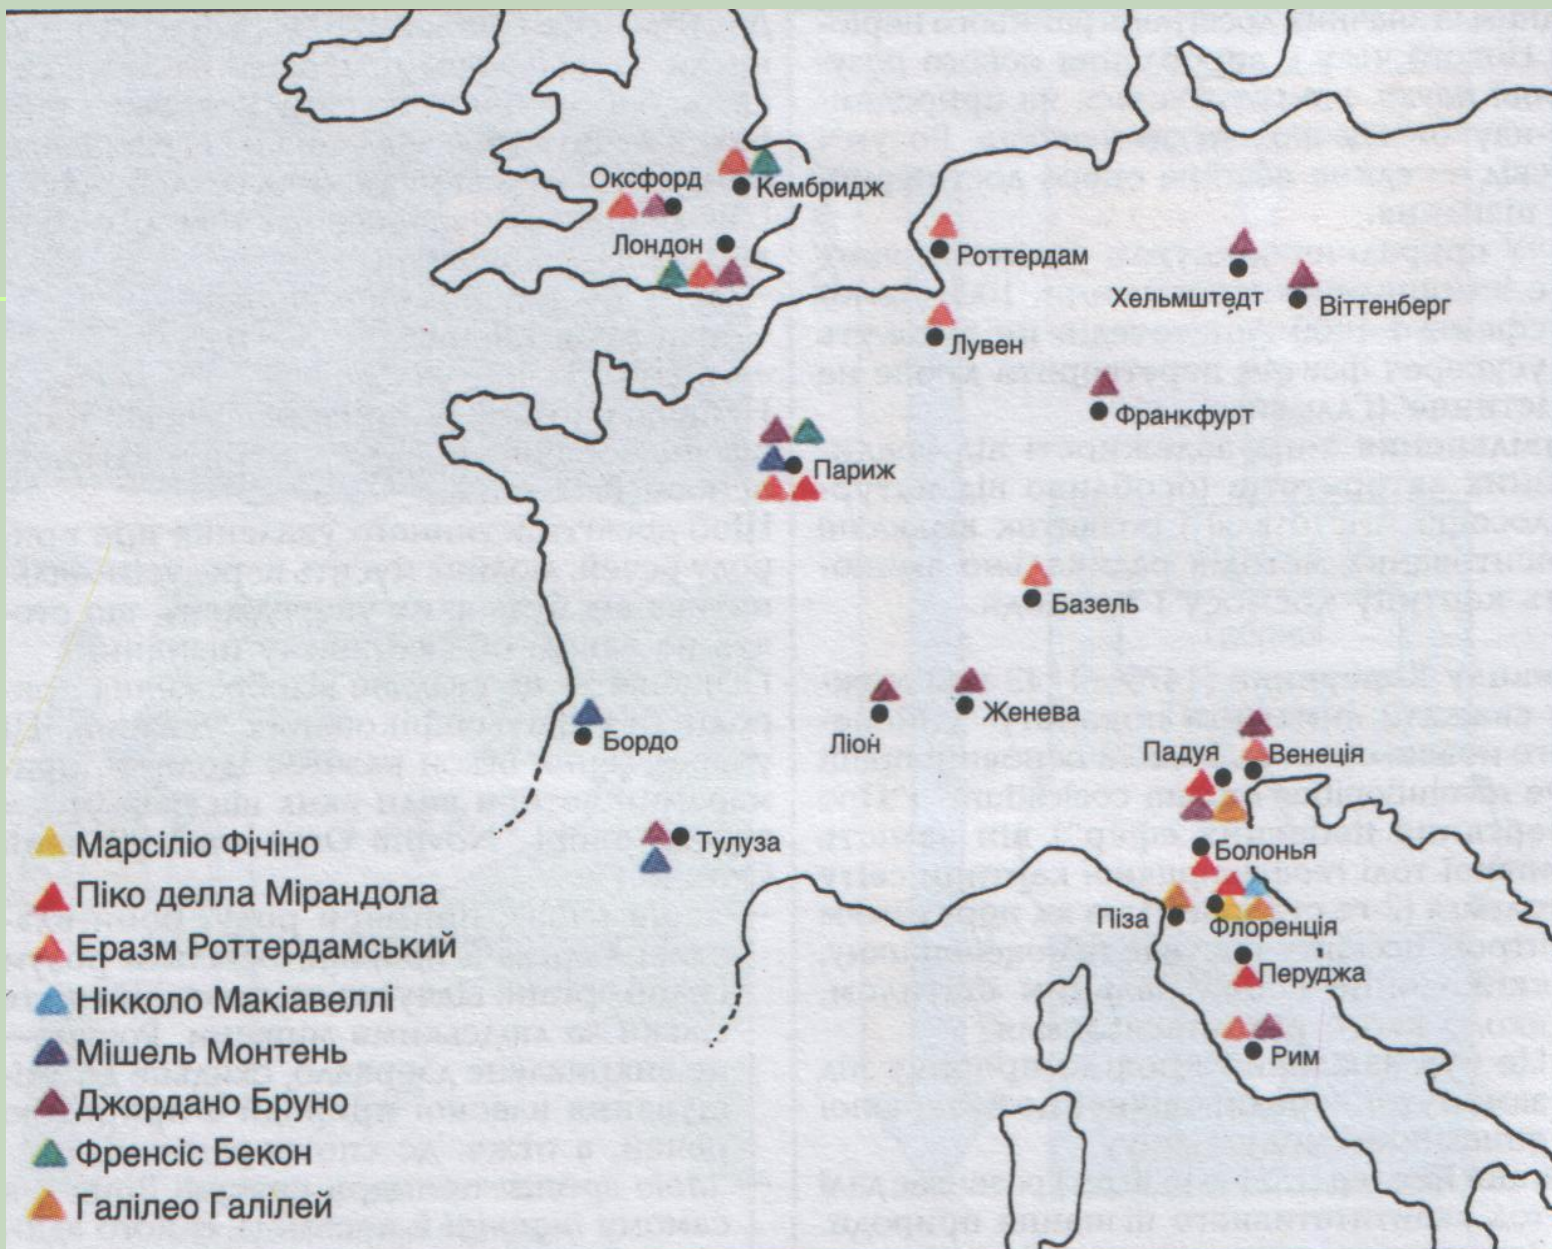 Оксфорд
Кембридж
Лондон
Роттердам
Хельмштедт
Віттенберг
Лувен
Франкфурт
Париж
Базель
Женева
Ліон
Бордо
Падуя
Венеція
Тулуза
Болонья
Піза
Флоренція
Перуджа
Рим
Марсіліо Фічіно
Піко делла Мірандола
Еразм Роттердамський
Нікколо Макіавеллі
Мішель Монтень
Джордано Бруно
Френсіс Бекон
Галілео Галілей